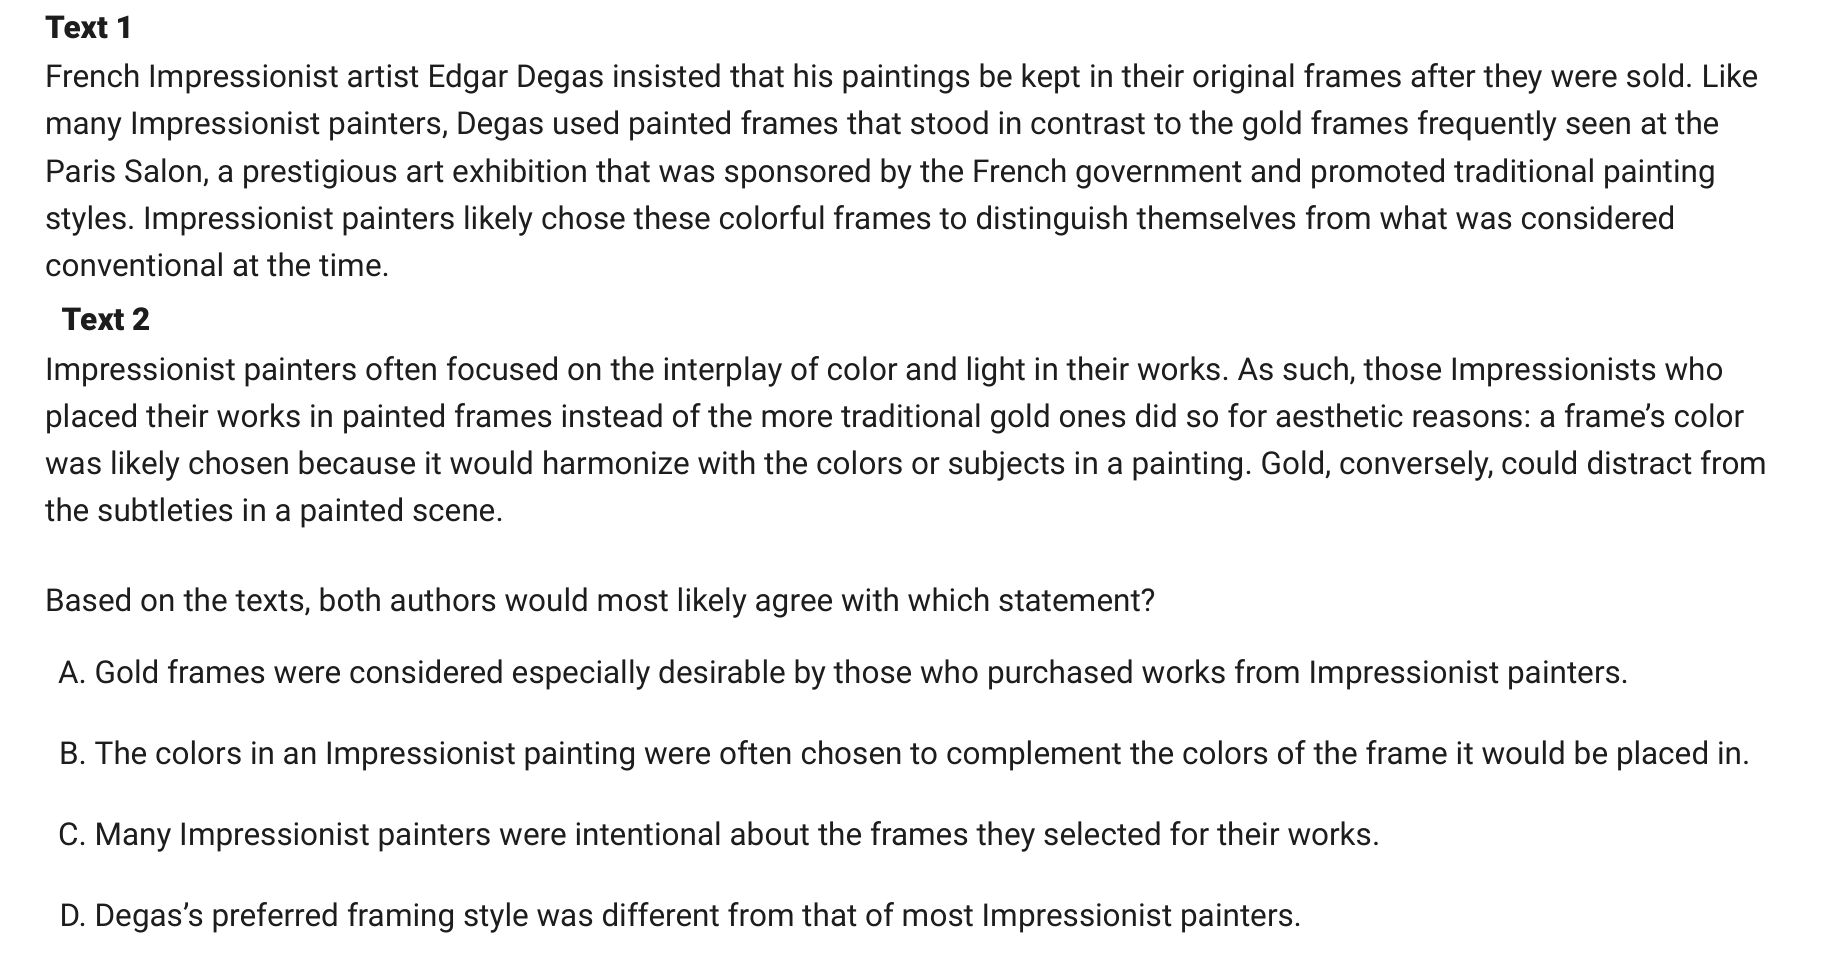 Text 1
French Impressionist artist Edgar Degas insisted that his paintings be kept in their original frames after they were sold. Like
many Impressionist painters, Degas used painted frames that stood in contrast to the gold frames frequently seen at the
Paris Salon, a prestigious art exhibition that was sponsored by the French government and promoted traditional painting
styles. Impressionist painters likely chose these colorful frames to distinguish themselves from what was considered
conventional at the time.
Text 2
Impressionist painters often focused on the interplay of color and light in their works. As such, those Impressionists who
placed their works in painted frames instead of the more traditional gold ones did so for aesthetic reasons: a frame’s color
was likely chosen because it would harmonize with the colors or subjects in a painting. Gold, conversely, could distract from
the subtleties in a painted scene.
Based on the texts, both authors would most likely agree with which statement?
A. Gold frames were considered especially desirable by those who purchased works from Impressionist painters.
B. The colors in an Impressionist painting were often chosen to complement the colors of the frame it would be placed in.
C. Many Impressionist painters were intentional about the frames they selected for their works.
D. Degas’s preferred framing style was different from that of most Impressionist painters.